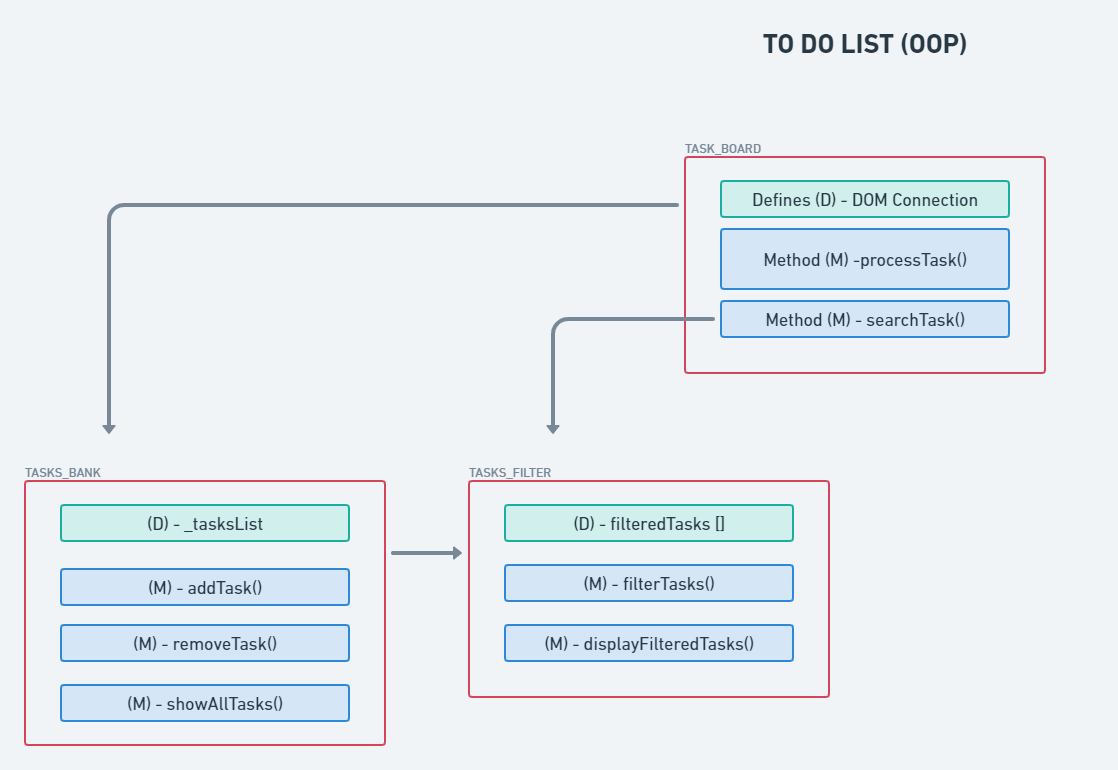 TO DO LIST (OOP)
TASK_BOARD
Defines (D) - DOM Connection
Method (M) -processTask()
Method (M) - searchTask()
TASKS_BANK
(D) - _tasksList
(M) - addTask()
(M) - removeTask()
(M) - showAllTasks()
TASKS_FILTER
(D) - filteredTasks []
(M) - filterTasks()
(M) - displayFilteredTasks()